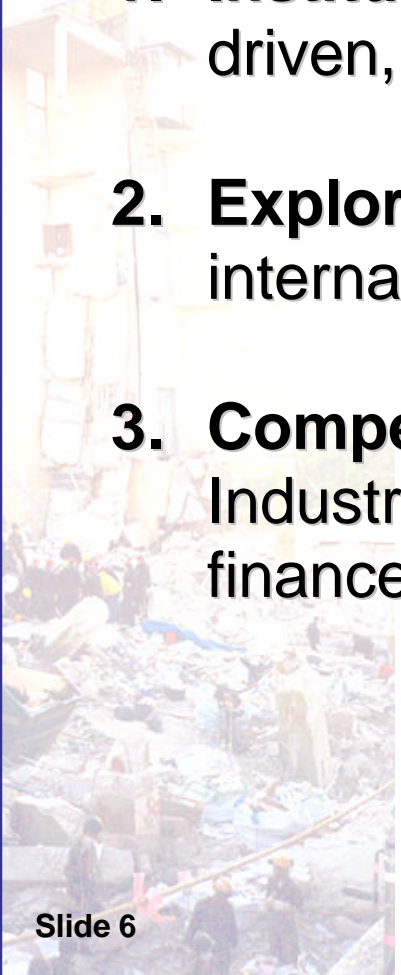 driven,
2. Explor
interna
3. Compe
Industr
finance
Slide 6